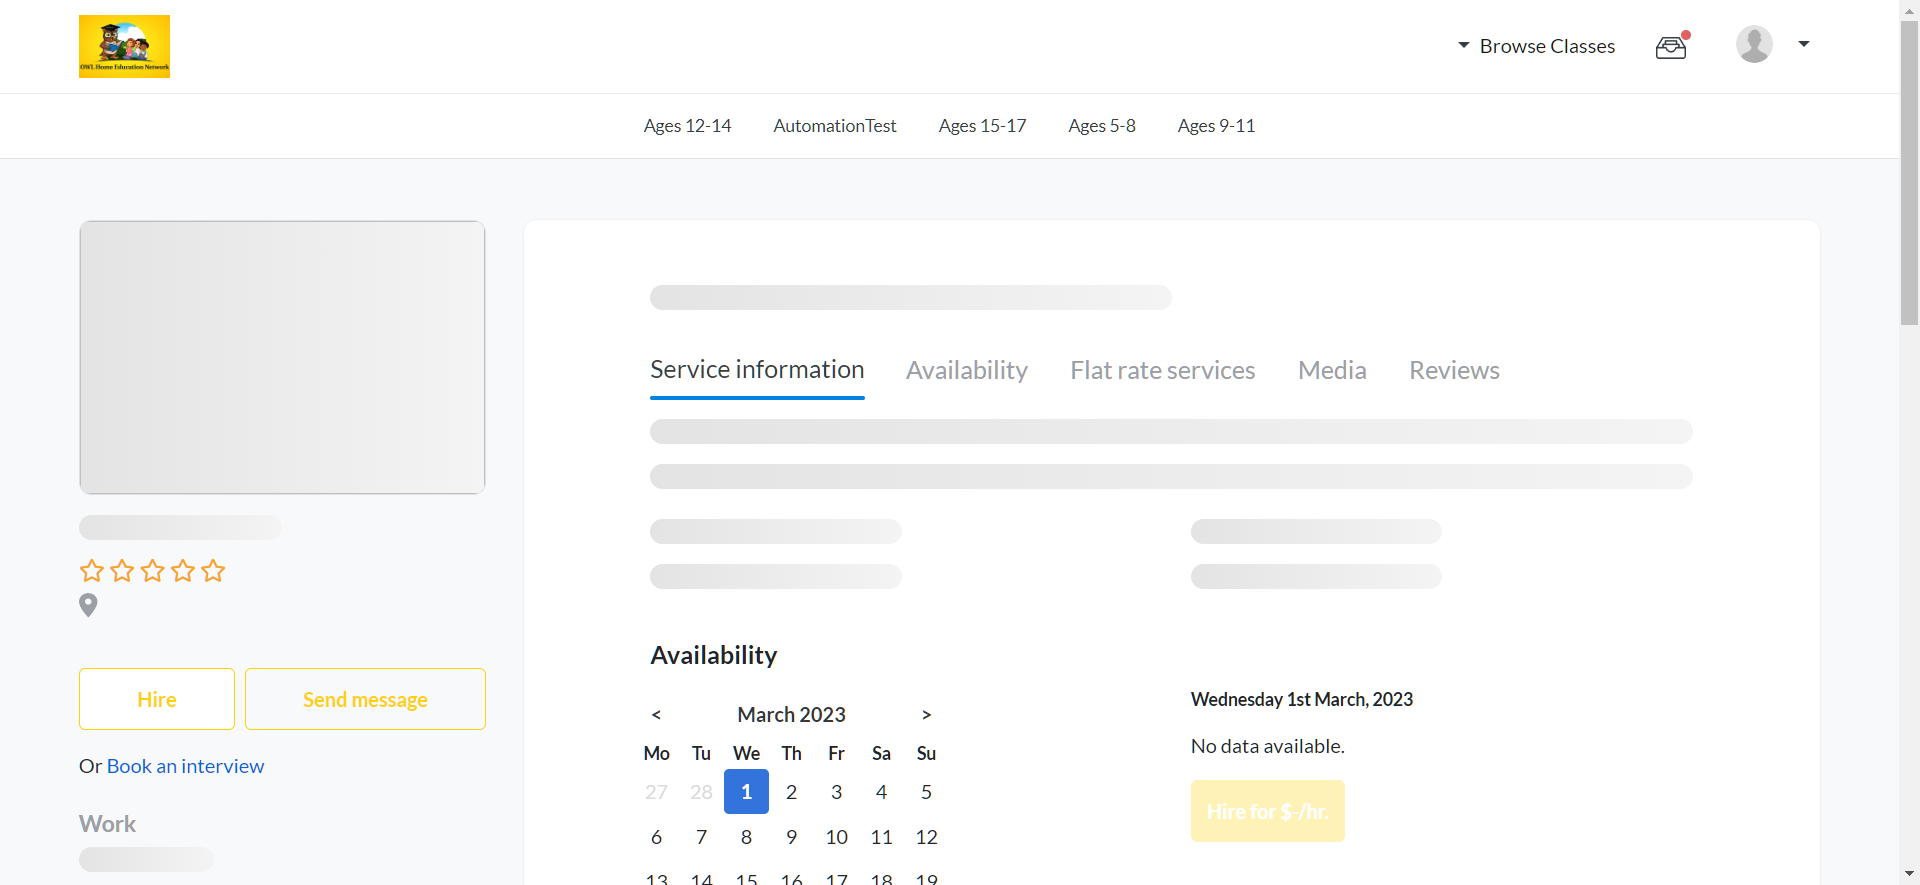 OWL Home Education Network
Browse Classes
Ages 12-14 AutomationTest Ages 15-17 Ages 5-8 Ages 9-11
Service information Availability Flat rate services Media Reviews
Hire Send message
Or Book an interview
Work
Availability
< March 2023 >
Mo Tu We Th Fr Sa Su
27 28 1 2 3 4 5
6 7 8 9 10 11 12
13 14 15 16 17 18 19
Wednesday 1st March, 2023
No data available.
Hire for $-/hr.